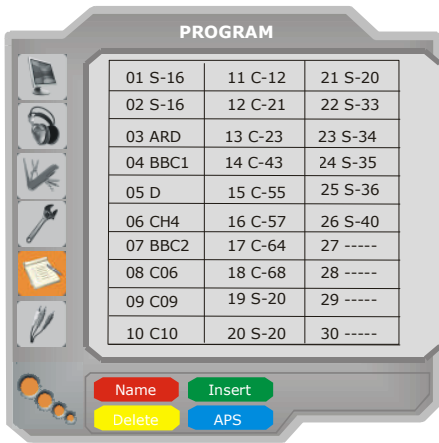 PROGRAM
01 S-16 11 C-12 21 S-20
02 S-16 12 C-21 22 S-33
03 ARD 13 C-23 23 S-34
04 BBC1 14 C-43 24 S-35
05 D 15 C-55 25 S-36
06 CH4 16 C-57 26 S-40
07 BBC2 17 C-64 27 -----
08 C06 18 C-68 28 -----
09 C09 19 S-20 29 -----
10 C10 20 S-20 30 -----
Name Insert
Delete APS